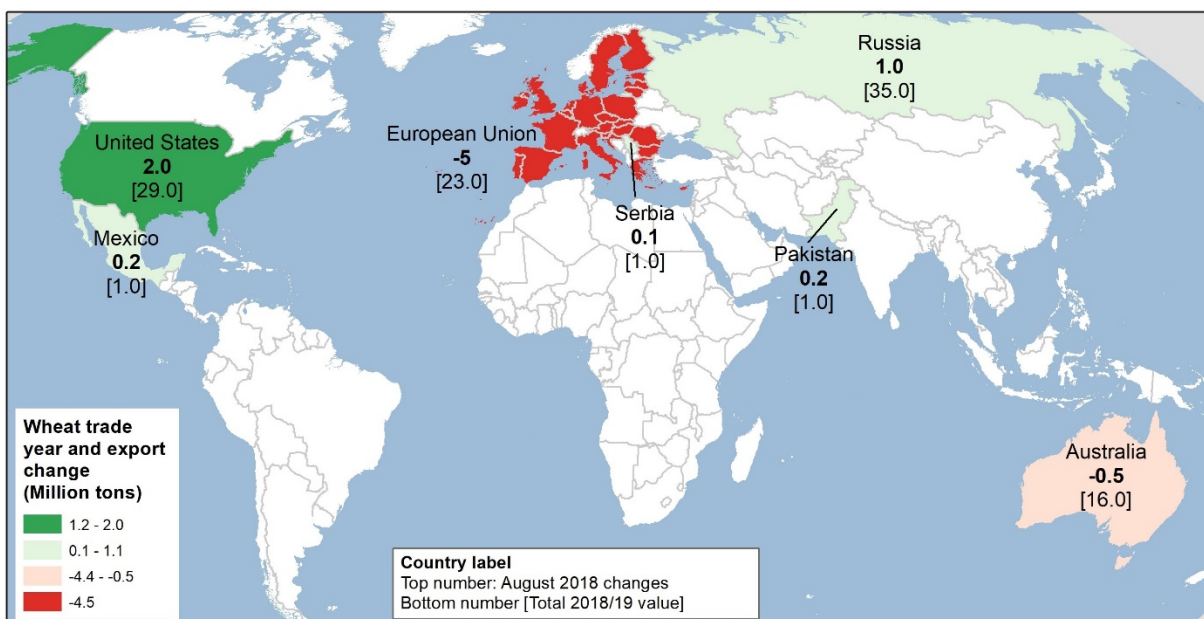 Russia
1.0
[35.0]
United States
2.0
[29.0]
European Union
-5
[23.0]
Serbia
0.1
[1.0]
Mexico
0.2
[1.0]
Pakistan
0.2
[1.0]
Australia
-0.5
[16.0]
Wheat trade
year and export
change
(Million tons)
1.2 - 2.0
0.1 - 1.1
-4.4 - -0.5
-4.5
Country label
Top number: August 2018 changes
Bottom number [Total 2018/19 value]